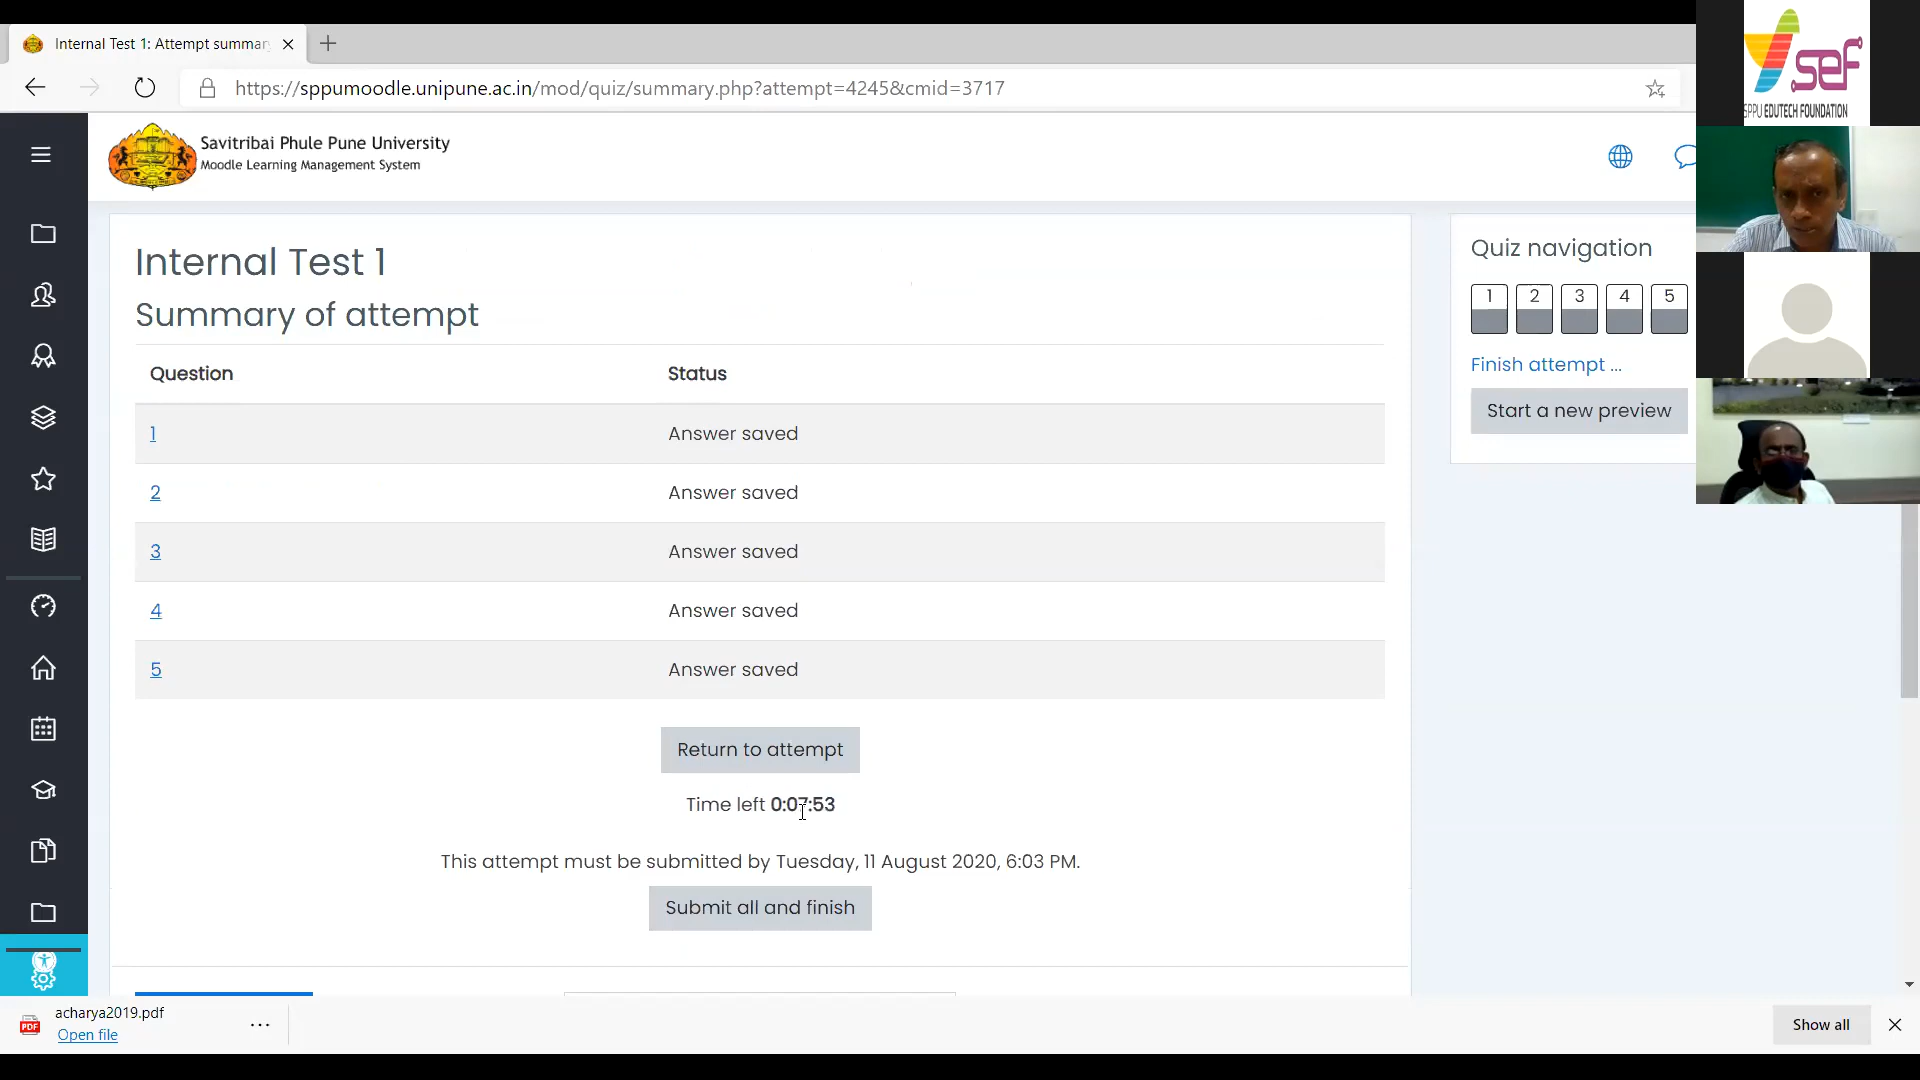 Internal Test 1: Attempt summar
https://sppumoodle.unipune.ac.in/mod/quiz/summary.php?attempt=4245&cmid=3717
sef
SPPU EDUTECH FOUNDATION
Savitribai Phule Pune University
Moodle Learning Management System
Internal Test 1
Summary of attempt
Question Status
1 Answer saved
2 Answer saved
3 Answer saved
4 Answer saved
5 Answer saved
Return to attempt
Time left 0:07:53
This attempt must be submitted by Tuesday, 11 August 2020, 6:03 PM.
Submit all and finish
Quiz navigation
1 2 3 4 5
Finish attempt ...
Start a new preview
PDF
acharya2019.pdf
Open file
Show all